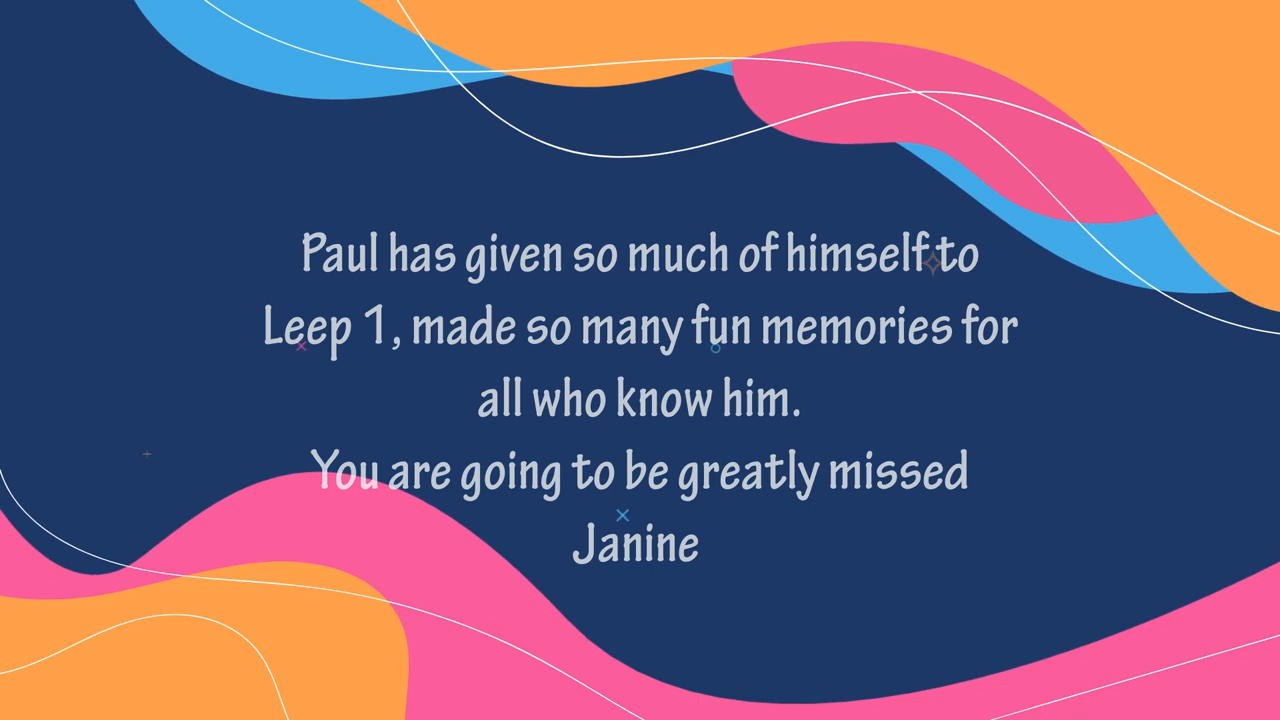 Paul has given so much of himself to
Leep 1, made so many fun memories for
all who know him.
You are going to be greatly missed
Janine